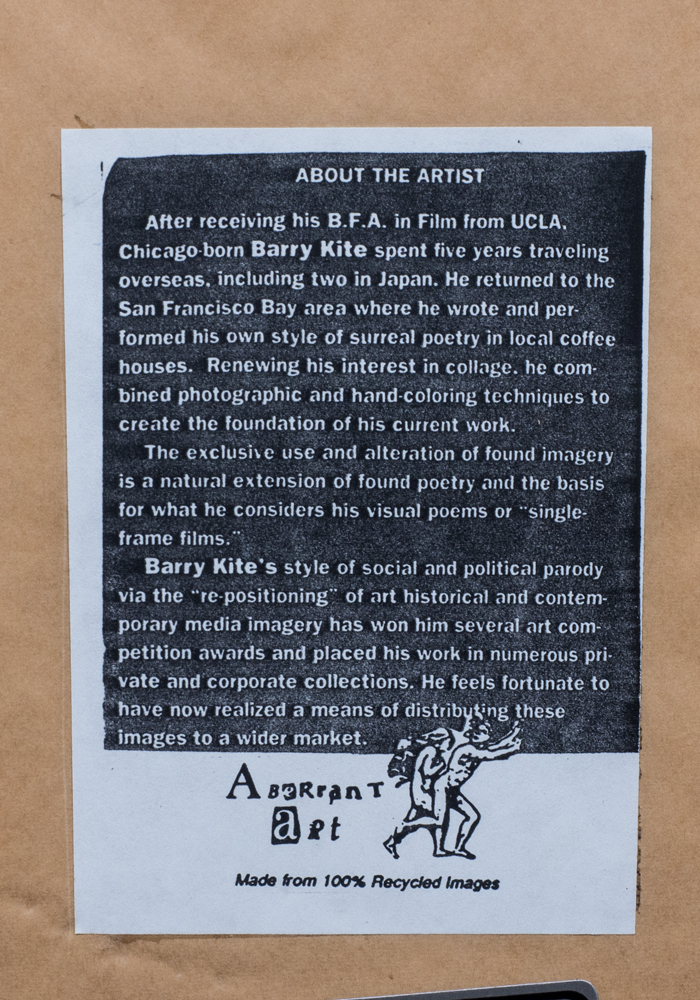 ABOUT THE ARTIST
After receiving his B.F.A. in Film from UCLA,
Chicago-born Barry Kite spent five years traveling
overseas, including two in Japan. He returned to the
San Francisco Bay area where he wrote and per-
formed his own style of surreal poetry in local coffee
houses. Renewing his interest in collage, he com-
bined photographic and hand-coloring techniques to
create the foundation of his current work.
The exclusive use and alteration of found imagery
is a natural extension of found poetry and the basis
for what he considers his visual poems or "single-
frame films."
Barry Kite's style of social and political parody
via the "re-positioning" of art historical and contem-
porary media imagery has won him several art com-
petition awards and placed his work in numerous pri-
vate and corporate collections. He feels fortunate to
have now realized a means of distributing these
images to a wider market.
ABERRANT
art
Made from 100% Recycled Images